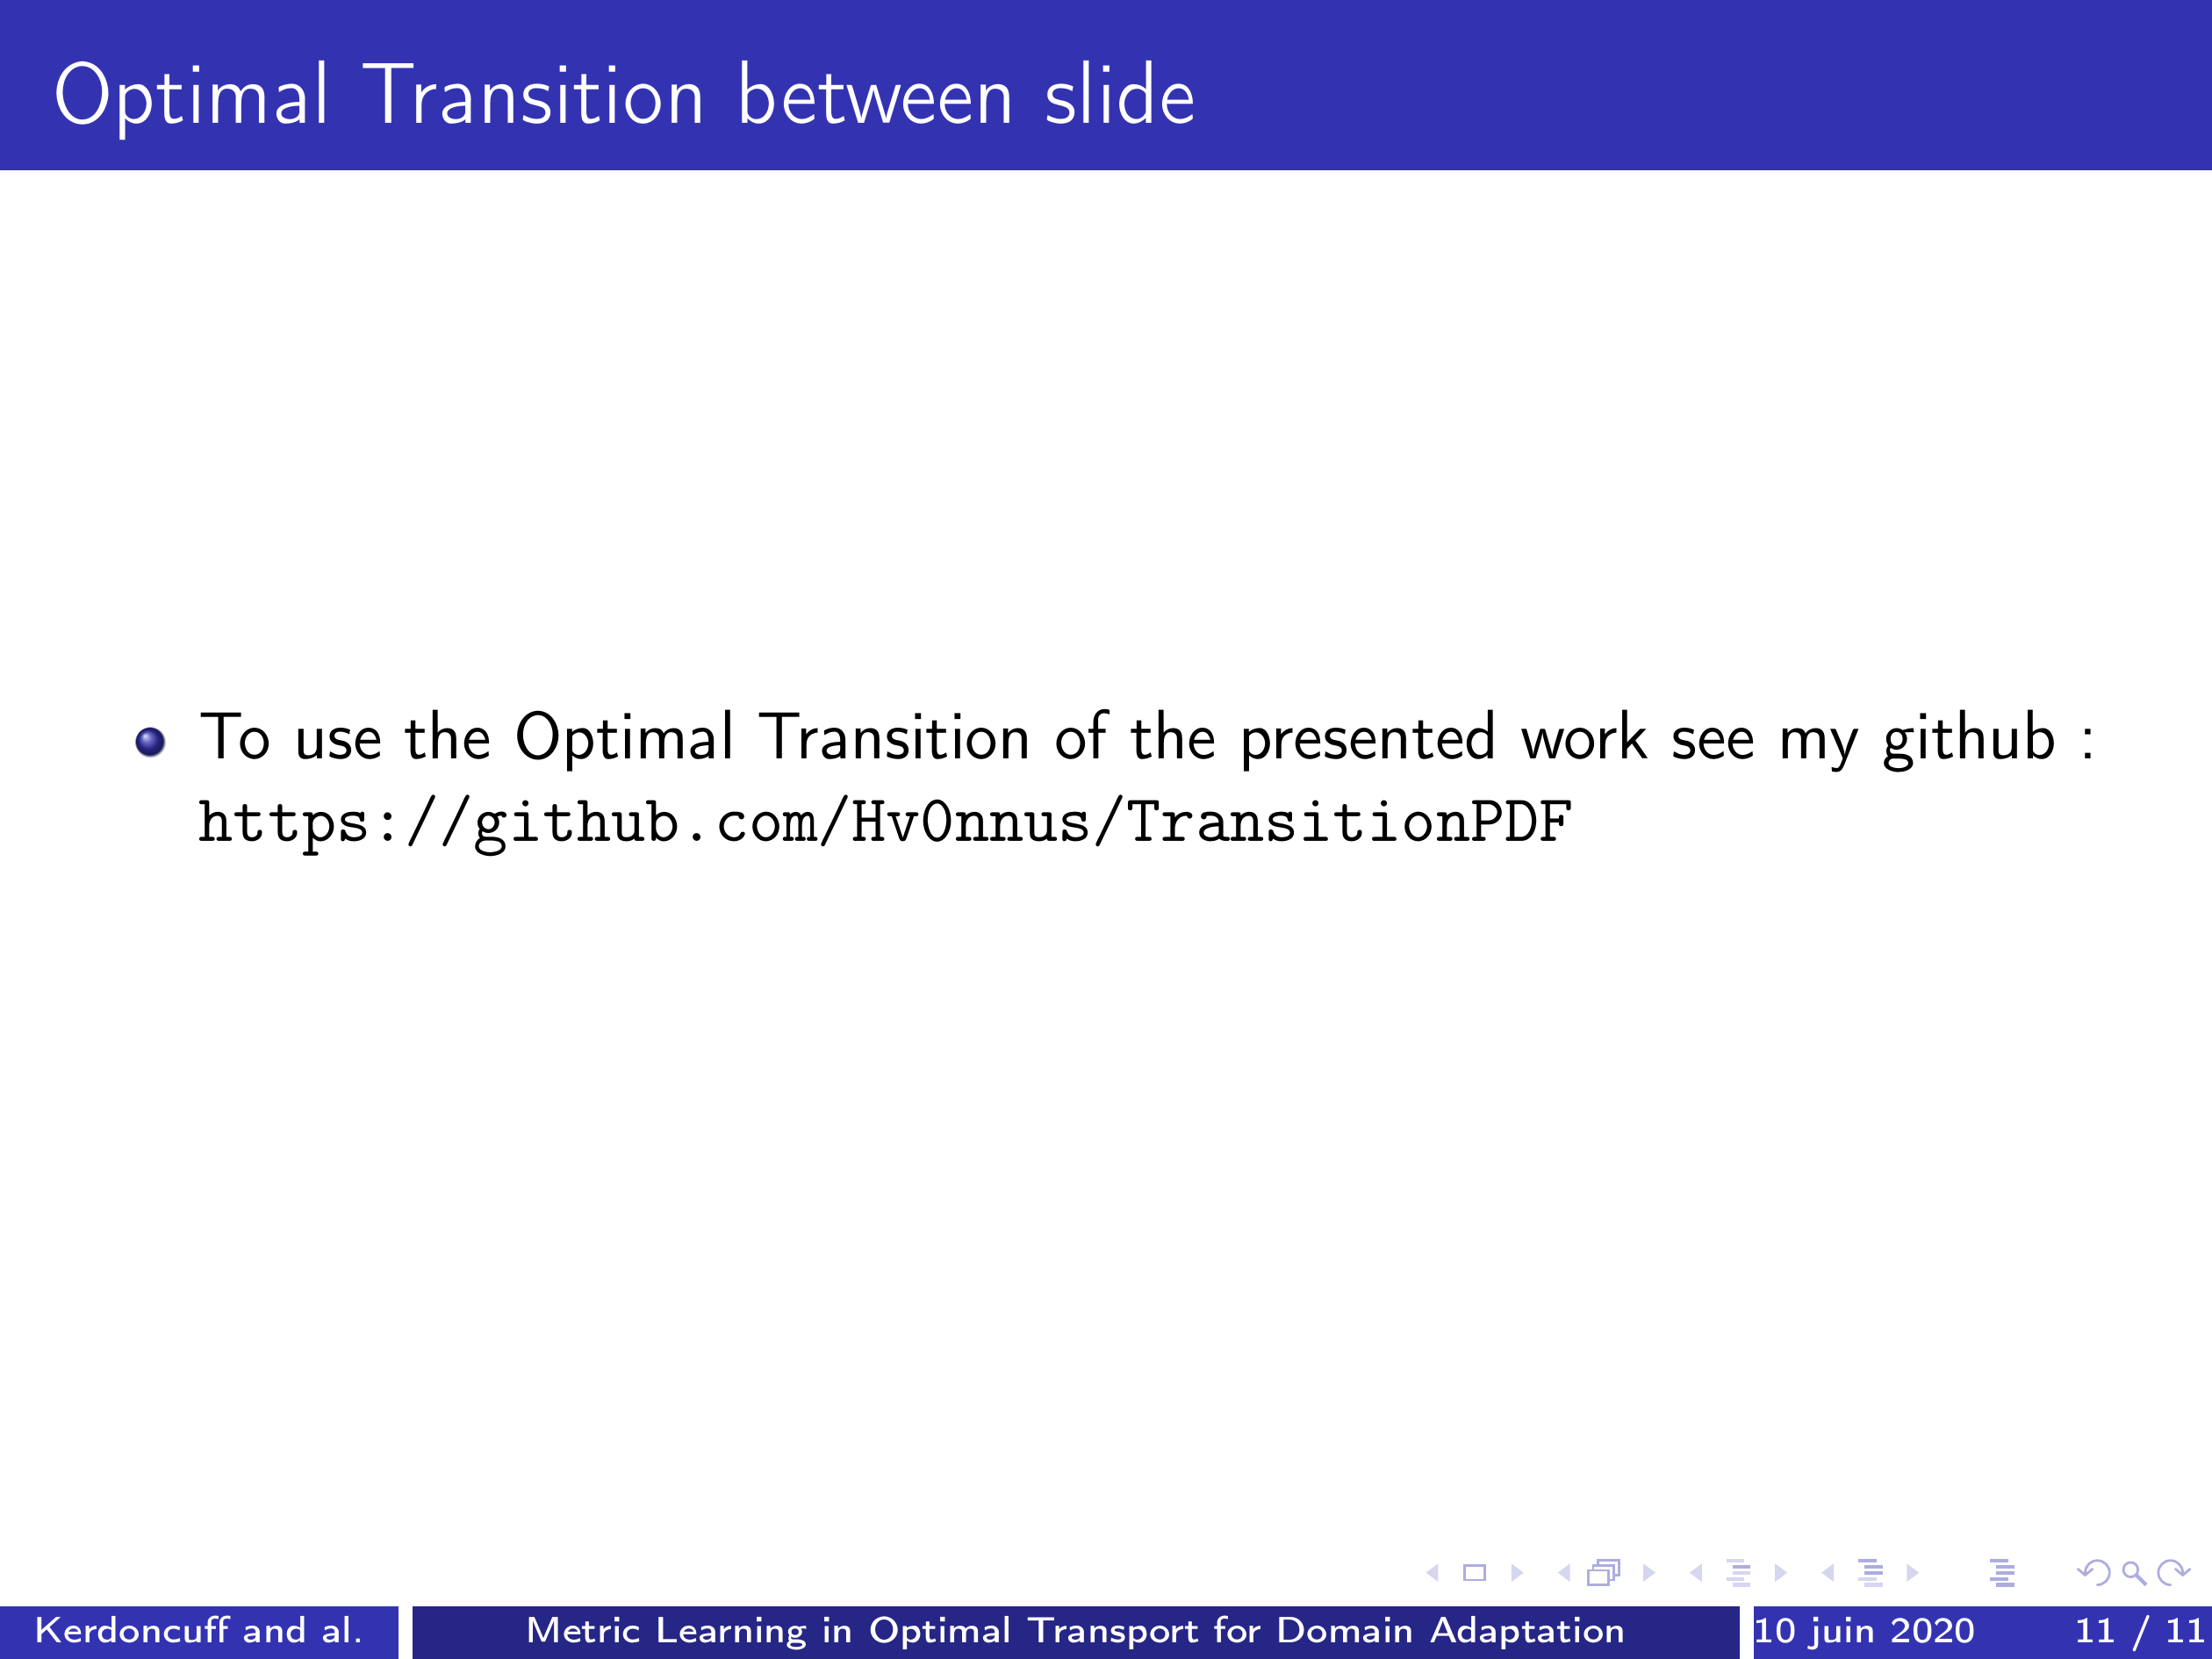 Optimal Transition between slide
To use the Optimal Transition of the presented work see my github :
https://github.com/Hv0nnus/TransitionPDF
Kerdoncuff and al.
Metric Learning in Optimal Transport for Domain Adaptation
10 juin 2020
11 / 11